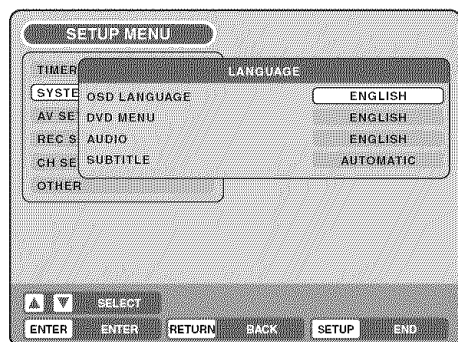 SETUP MENU
TIMER
LANGUAGE
SYSTE
OSD LANGUAGE ENGLISH
AV SE
DVD MENU ENGLISH
REC S
AUDIO ENGLISH
CH SE
SUBTITLE AUTOMATIC
OTHER
▲ ▼ SELECT
ENTER ENTER RETURN BACK SETUP END